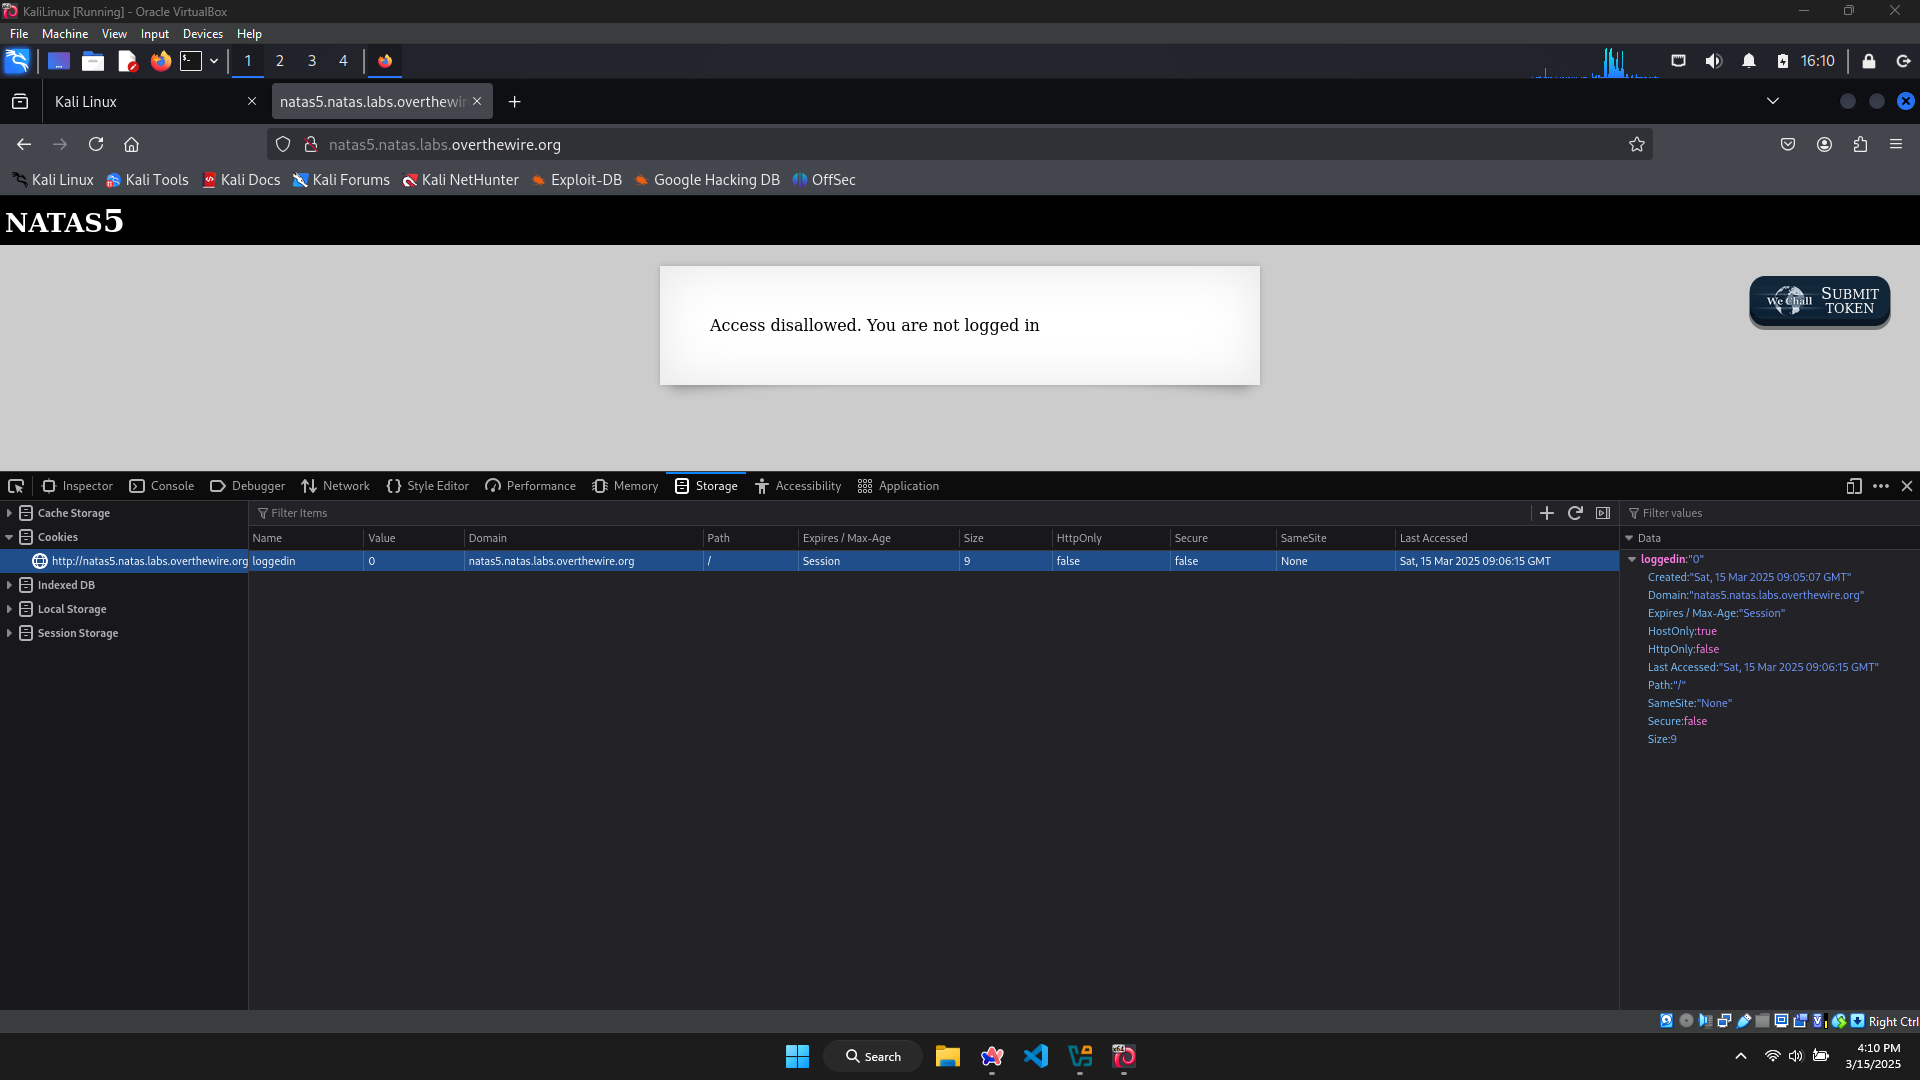 KaliLinux [Running] - Oracle VirtualBox
File Machine View Input Devices Help
1 2 3 4 16:10
Kali Linux natas5.natas.labs.overthewir
natas5.natas.labs.overthewire.org
Kali Linux Kali Tools Kali Docs Kali Forums Kali NetHunter Exploit-DB Google Hacking DB OffSec
NATAS5
Access disallowed. You are not logged in
We Chall SUBMIT TOKEN
Inspector Console Debugger Network Style Editor Performance Memory Storage Accessibility Application
Cache Storage
Cookies
http://natas5.natas.labs.overthewire.org
Indexed DB
Local Storage
Session Storage
Filter Items
Name Value Domain Path Expires / Max-Age Size HttpOnly Secure SameSite Last Accessed
loggedin 0 natas5.natas.labs.overthewire.org / Session 9 false false None Sat, 15 Mar 2025 09:06:15 GMT
Filter values
Data
loggedin:"0"
Created:"Sat, 15 Mar 2025 09:05:07 GMT"
Domain:"natas5.natas.labs.overthewire.org"
Expires / Max-Age:"Session"
HostOnly:true
HttpOnly:false
Last Accessed:"Sat, 15 Mar 2025 09:06:15 GMT"
Path:"/"
SameSite:"None"
Secure:false
Size:9
Right Ctrl
Search
4:10 PM
3/15/2025